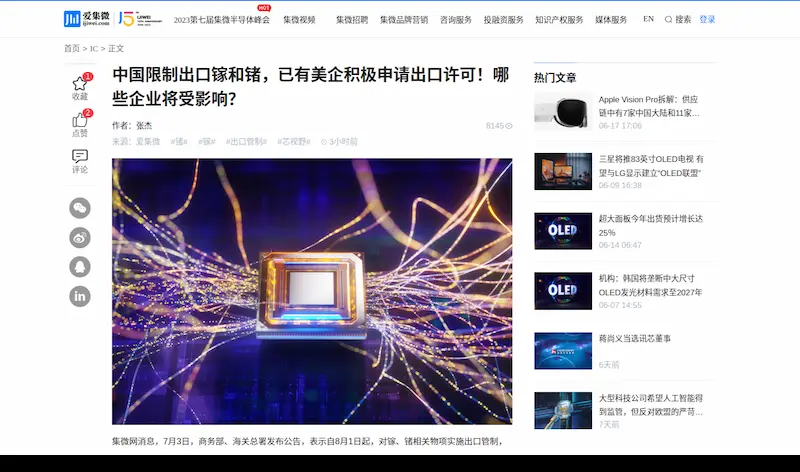 爱集微
ijiwei.com
2023第七届集微半导体峰会
HOT
集微视频
集微招聘
集微品牌营销
咨询服务
投融资服务
知识产权服务
媒体服务
EN
搜索
登录
首页 > IC > 正文
1
收藏
2
点赞
评论
中国限制出口镓和锗，已有美企积极申请出口许可！哪
些企业将受影响？
作者：张杰
8145
来源：爱集微 #锗# #镓# #出口管制# #芯视野# 3小时前
集微网消息，7月3日，商务部、海关总署发布公告，表示自8月1日起，对镓、锗相关物项实施出口管制，
热门文章
Apple Vision Pro拆解：供应
链中有7家中国大陆和11家...
06-17 17:06
三星将推83英寸OLED电视 有
望与LG显示建立"OLED联盟"
06-09 16:38
OLED
超大面板今年出货预计增长达
25%
06-14 06:47
OLED
机构：韩国将垄断中大尺寸
OLED发光材料需求至2027年
06-07 14:55
蒋尚义当选讯芯董事
6天前
大型科技公司希望人工智能得
到监管，但反对欧盟的严苛...
7天前